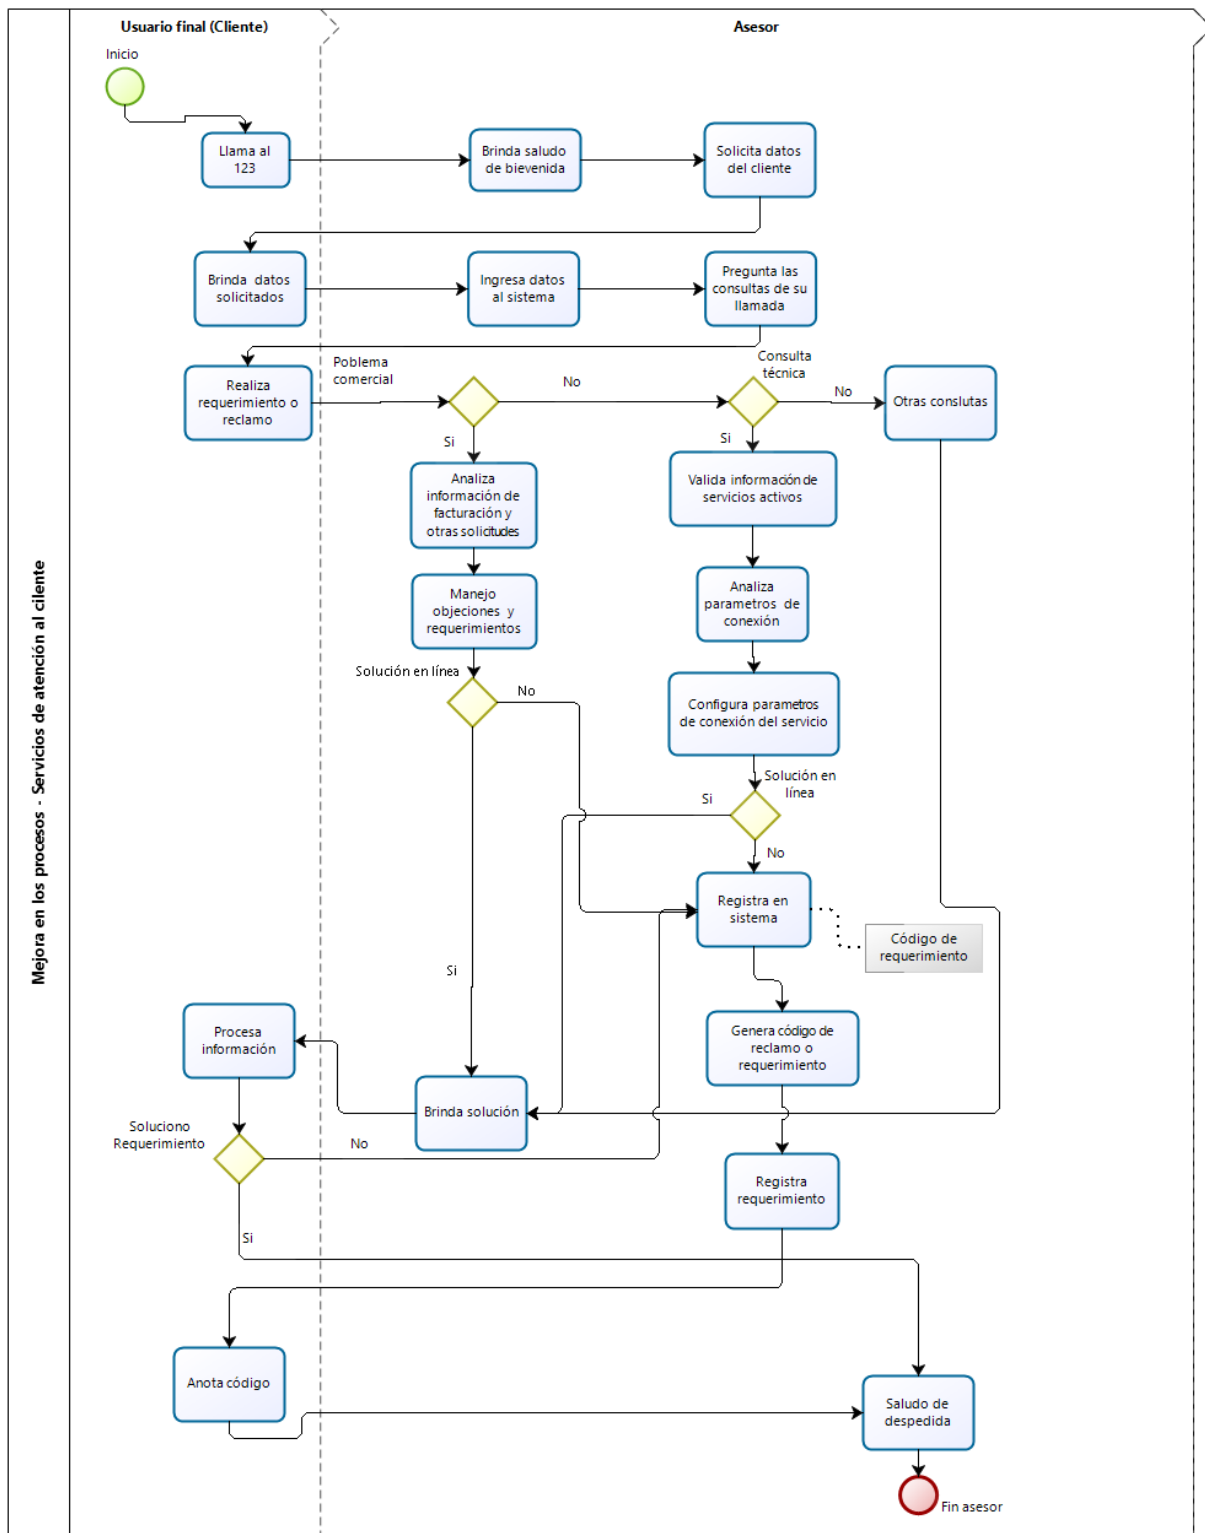 Mejora en los procesos - Servicios de atención al cilente
Usuario final (Cliente)
Asesor
Inicio
Llama al
123
Brinda saludo
de bievenida
Solicita datos
del cliente
Brinda datos
solicitados
Ingresa datos
al sistema
Pregunta las
consultas de su
llamada
Realiza
requerimiento o
reclamo
Poblema
comercial
No
Consulta
técnica
No
Otras conslutas
Si
Si
Analiza
información de
facturación y
otras solicitudes
Valida información de
servicios activos
Manejo
objeciones y
requerimientos
Analiza
parametros de
conexión
Solución en línea
No
Configura parametros
de conexión del servicio
Solución en
línea
Si
No
Registra en
sistema
Código de
requerimiento
Si
Procesa
información
Genera código de
reclamo o
requerimiento
Brinda solución
Soluciono
Requerimiento
No
Registra
requerimiento
Si
Anota código
Saludo de
despedida
Fin asesor